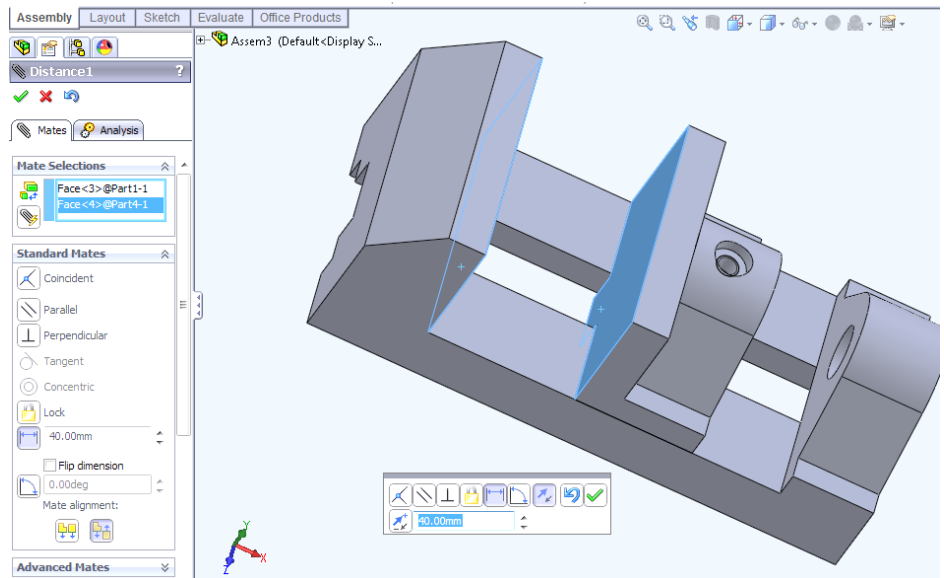 Assembly Layout Sketch Evaluate Office Products
Assem3 (Default<Display S...
Distance1 ?
Mates Analysis
Mate Selections
Face<3>@Part1-1
Face<4>@Part4-1
Standard Mates
Coincident
Parallel
Perpendicular
Tangent
Concentric
Lock
40.00mm
Flip dimension
0.00deg
Mate alignment:
Advanced Mates
40.00mm
Y
X
Z